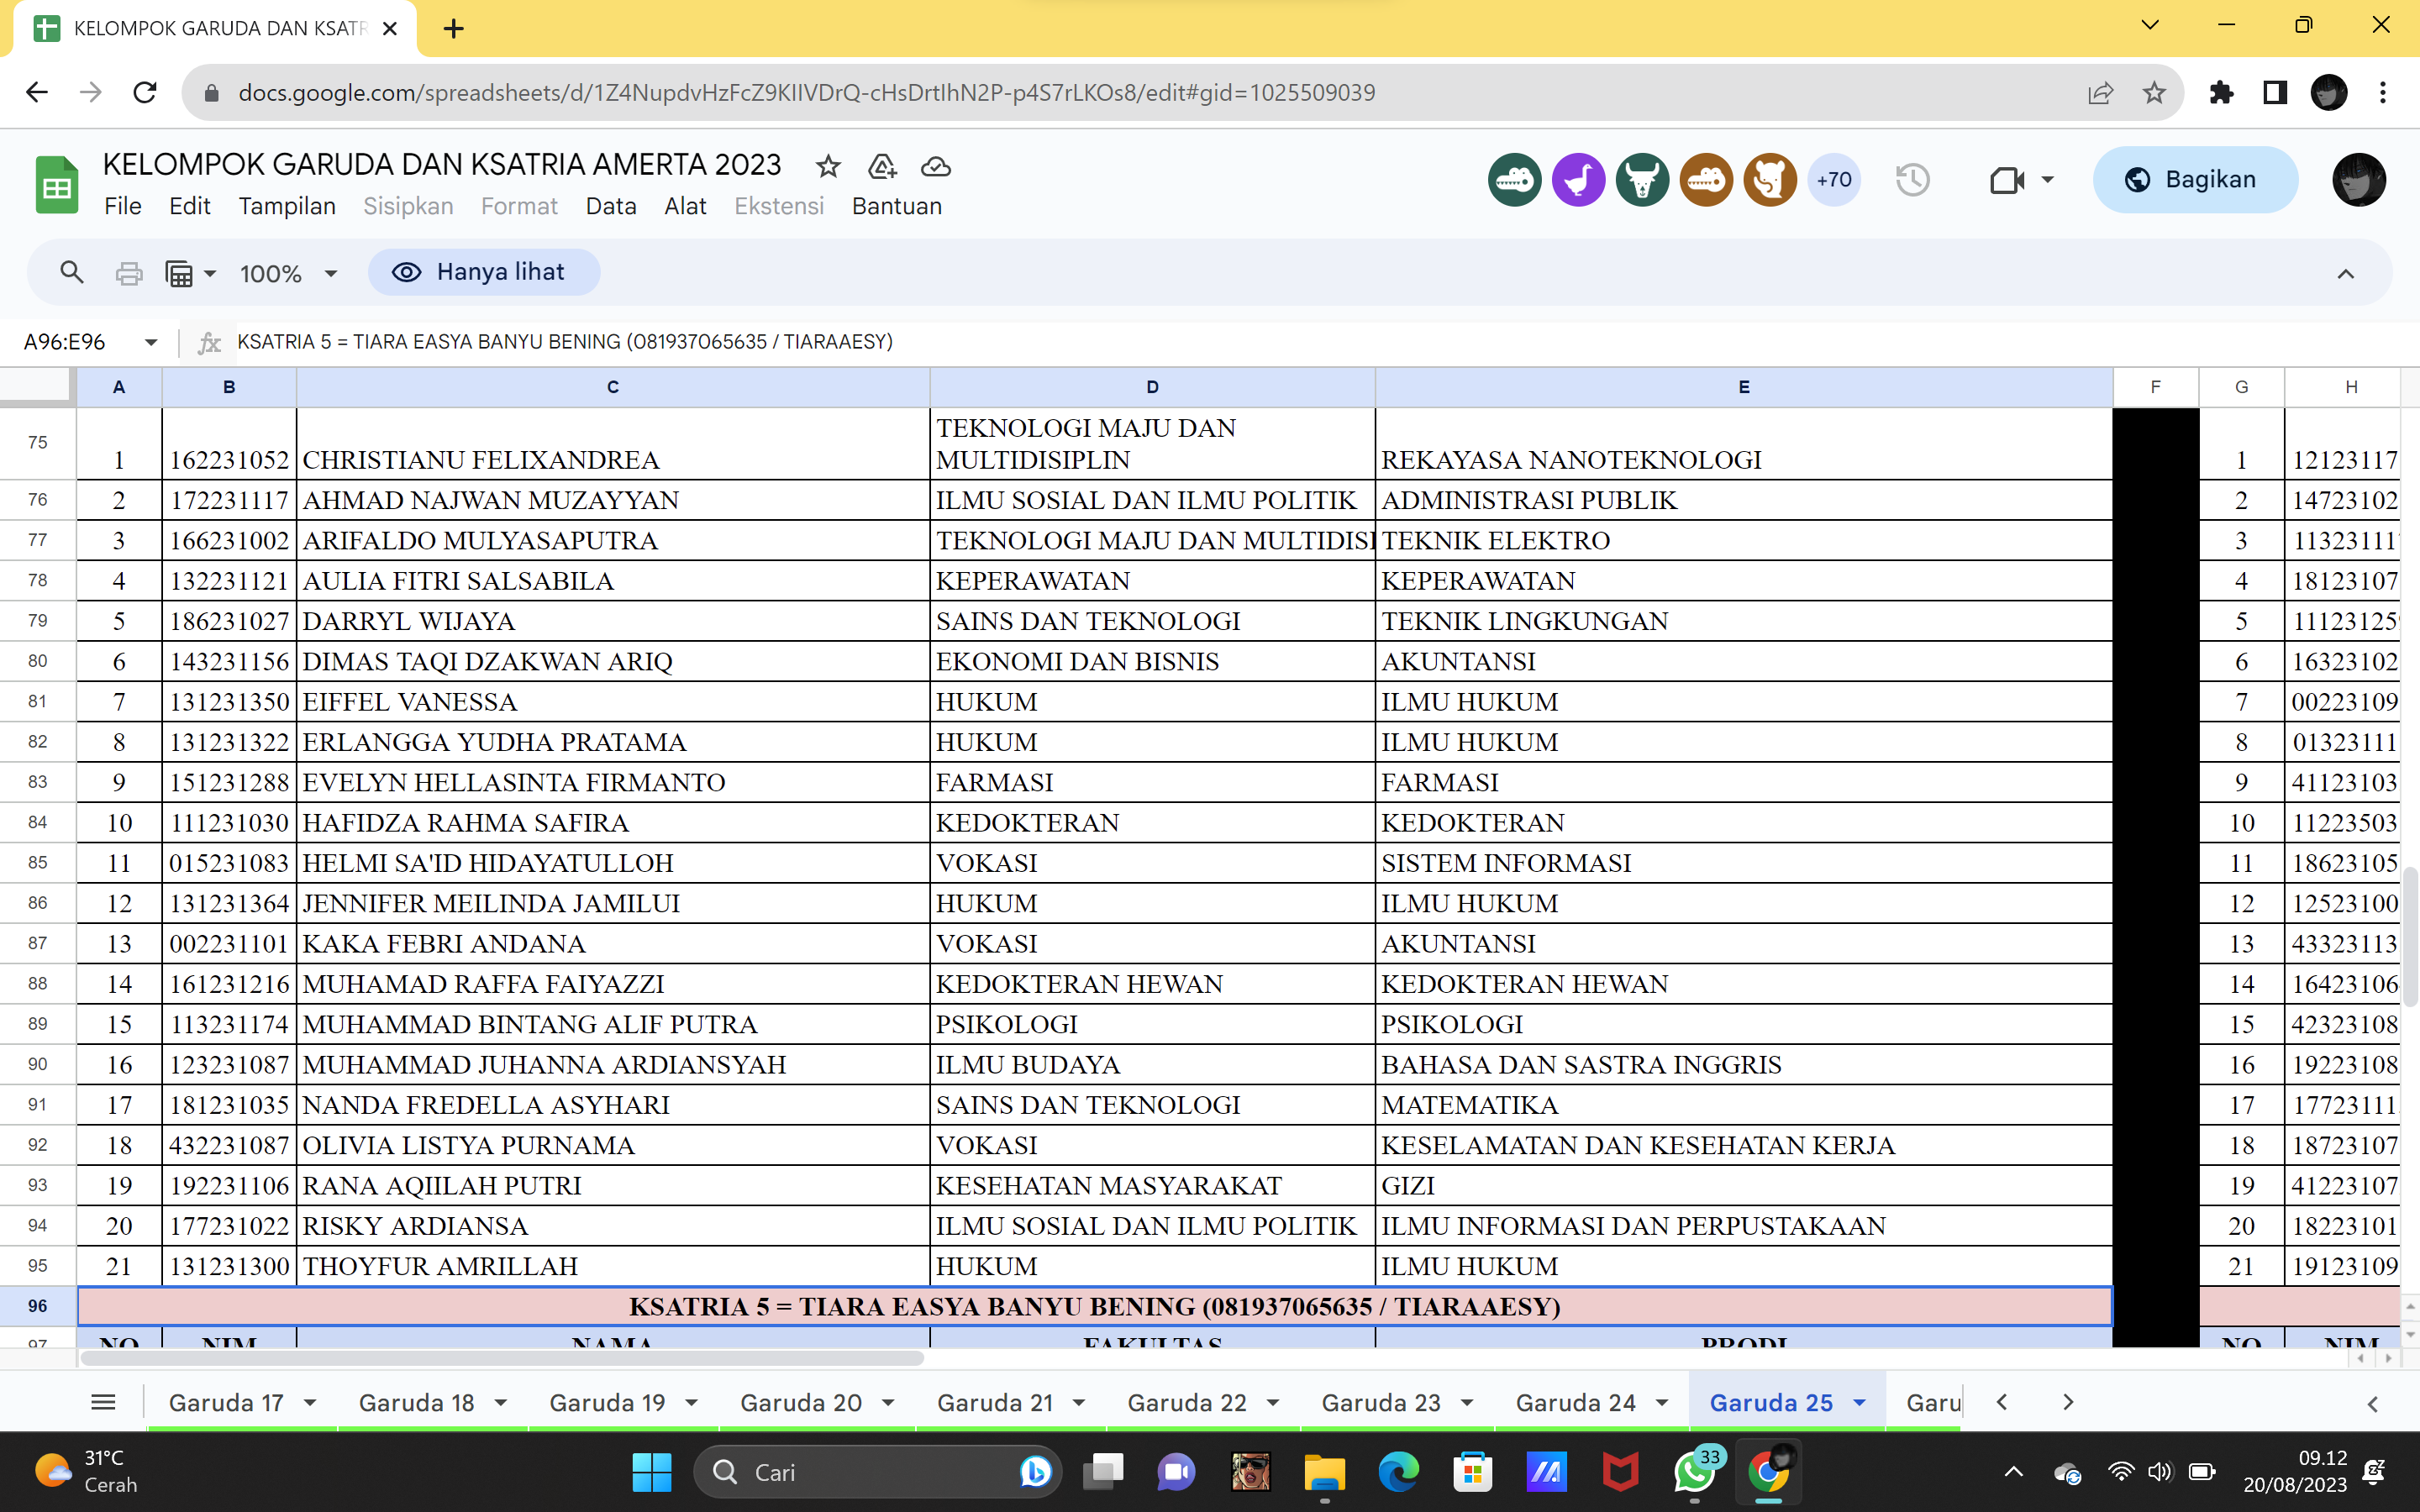 KELOMPOK GARUDA DAN KSATR
docs.google.com/spreadsheets/d/1Z4NupdvHzFcZ9KIIVDrQ-cHsDrtIhN2P-p4S7rLKOs8/edit#gid=1025509039
KELOMPOK GARUDA DAN KSATRIA AMERTA 2023
File Edit Tampilan Sisipkan Format Data Alat Ekstensi Bantuan
+70
Bagikan
100%
Hanya lihat
A96:E96
fx KSATRIA 5 = TIARA EASYA BANYU BENING (081937065635 / TIARAAESY)
A B C D E F G H
75 1 162231052 CHRISTIANU FELIXANDREA TEKNOLOGI MAJU DAN MULTIDISIPLIN REKAYASA NANOTEKNOLOGI 1 12123117
76 2 172231117 AHMAD NAJWAN MUZAYYAN ILMU SOSIAL DAN ILMU POLITIK ADMINISTRASI PUBLIK 2 14723102
77 3 166231002 ARIFALDO MULYASAPUTRA TEKNOLOGI MAJU DAN MULTIDISI TEKNIK ELEKTRO 3 11323111
78 4 132231121 AULIA FITRI SALSABILA KEPERAWATAN KEPERAWATAN 4 18123107
79 5 186231027 DARRYL WIJAYA SAINS DAN TEKNOLOGI TEKNIK LINGKUNGAN 5 11123125
80 6 143231156 DIMAS TAQI DZAKWAN ARIQ EKONOMI DAN BISNIS AKUNTANSI 6 16323102
81 7 131231350 EIFFEL VANESSA HUKUM ILMU HUKUM 7 00223109
82 8 131231322 ERLANGGA YUDHA PRATAMA HUKUM ILMU HUKUM 8 01323111
83 9 151231288 EVELYN HELLASINTA FIRMANTO FARMASI FARMASI 9 41123103
84 10 111231030 HAFIDZA RAHMA SAFIRA KEDOKTERAN KEDOKTERAN 10 11223503
85 11 015231083 HELMI SA'ID HIDAYATULLOH VOKASI SISTEM INFORMASI 11 18623105
86 12 131231364 JENNIFER MEILINDA JAMILUI HUKUM ILMU HUKUM 12 12523100
87 13 002231101 KAKA FEBRI ANDANA VOKASI AKUNTANSI 13 43323113
88 14 161231216 MUHAMAD RAFFA FAIYAZZI KEDOKTERAN HEWAN KEDOKTERAN HEWAN 14 16423106
89 15 113231174 MUHAMMAD BINTANG ALIF PUTRA PSIKOLOGI PSIKOLOGI 15 42323108
90 16 123231087 MUHAMMAD JUHANNA ARDIANSYAH ILMU BUDAYA BAHASA DAN SASTRA INGGRIS 16 19223108
91 17 181231035 NANDA FREDELLA ASYHARI SAINS DAN TEKNOLOGI MATEMATIKA 17 17723111
92 18 432231087 OLIVIA LISTYA PURNAMA VOKASI KESELAMATAN DAN KESEHATAN KERJA 18 18723107
93 19 192231106 RANA AQIILAH PUTRI KESEHATAN MASYARAKAT GIZI 19 41223107
94 20 177231022 RISKY ARDIANSA ILMU SOSIAL DAN ILMU POLITIK ILMU INFORMASI DAN PERPUSTAKAAN 20 18223101
95 21 131231300 THOYFUR AMRILLAH HUKUM ILMU HUKUM 21 19123109
96 KSATRIA 5 = TIARA EASYA BANYU BENING (081937065635 / TIARAAESY)
97 NO NIM NAMA FAKULTAS PRODI NO NIM
Garuda 17 Garuda 18 Garuda 19 Garuda 20 Garuda 21 Garuda 22 Garuda 23 Garuda 24 Garuda 25 Garu
31°C
Cerah
Cari
33
09.12
20/08/2023